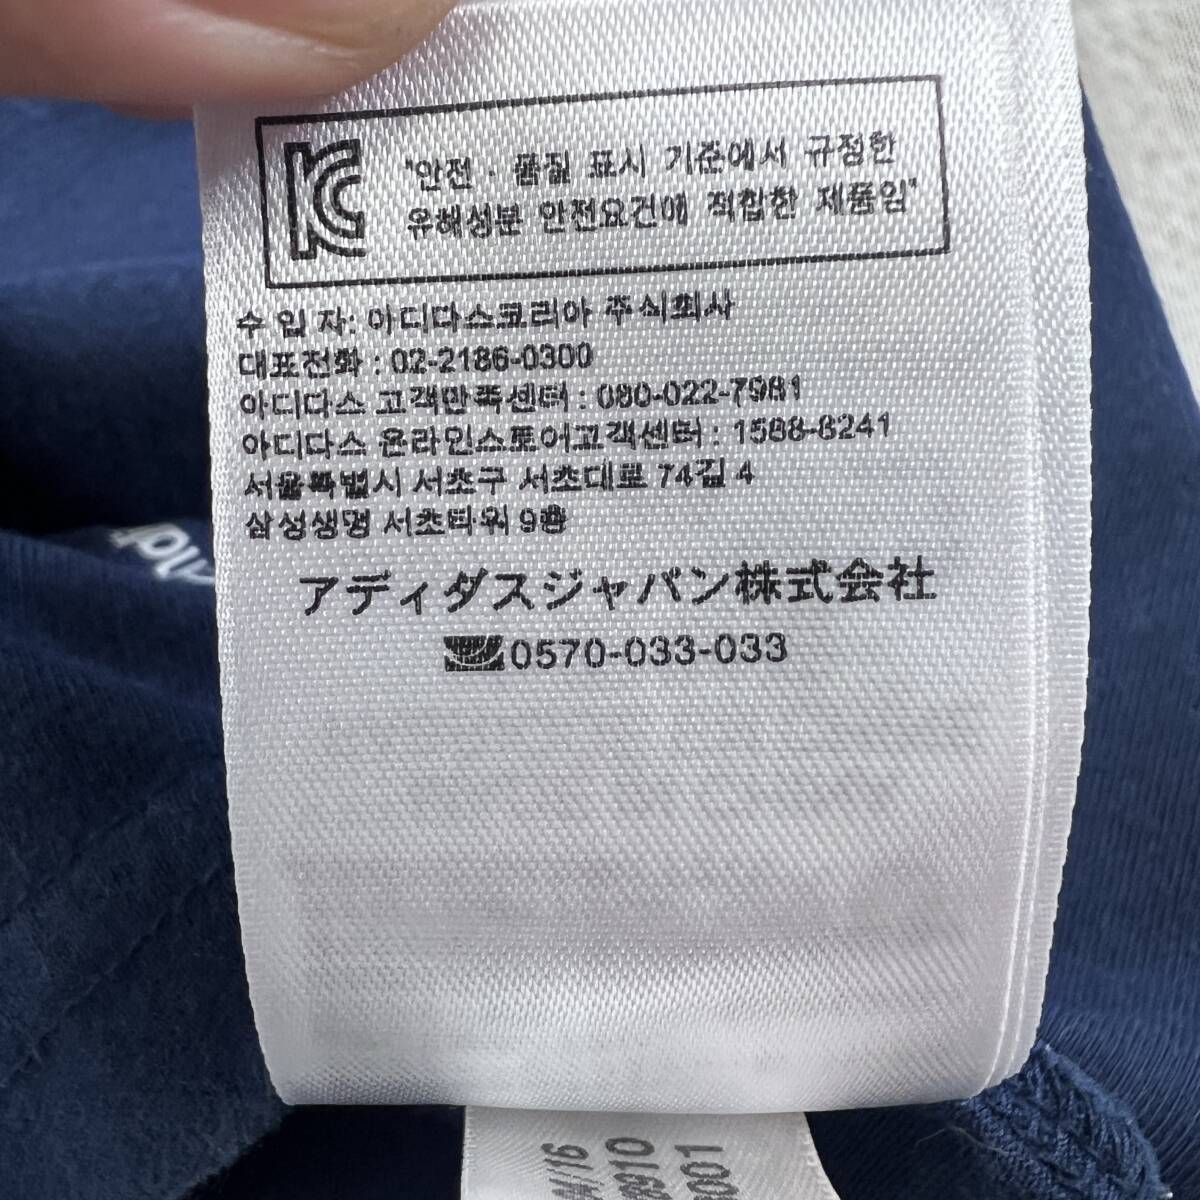 KC
"안전 · 품질 표시 기준에서 규정한
유해성분 안전요건에 적합한 제품임"
수 입 자: 아디다스코리아 주식회사
대표전화 : 02-2186-0300
아디다스 고객만족센터 : 080-022-7981
아디다스 온라인스토어고객센터 : 1588-8241
서울특별시 서초구 서초대로 74길 4
삼성생명 서초타워 9층
アディダスジャパン株式会社
0570-033-033
04/16
8910
0001